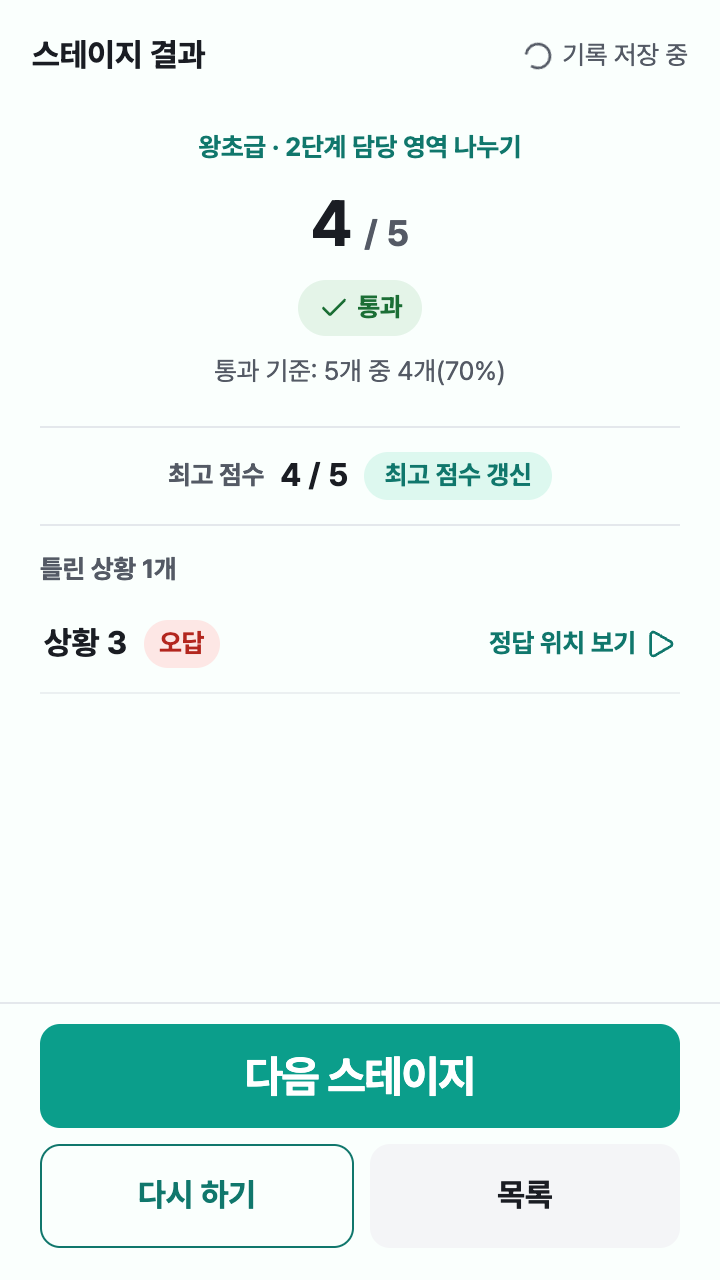 스테이지 결과
기록 저장 중
왕초급 · 2단계 담당 영역 나누기
4 / 5
통과
통과 기준: 5개 중 4개(70%)
최고 점수 4 / 5 최고 점수 갱신
틀린 상황 1개
상황 3 오답 정답 위치 보기
다음 스테이지
다시 하기
목록